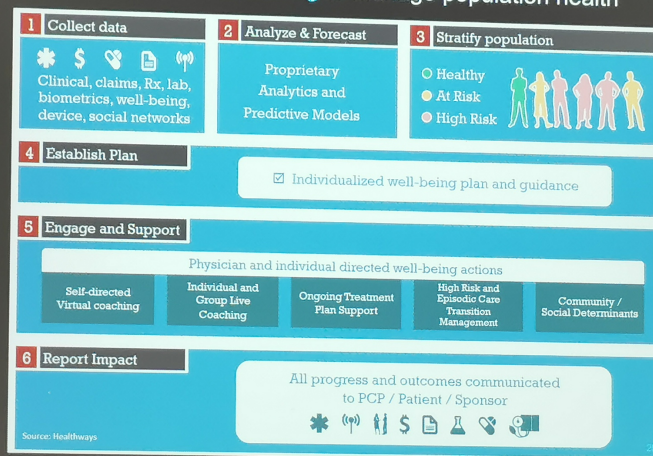 population health
1 Collect data
Clinical, claims, Rx, lab,
biometrics, well-being,
device, social networks
2 Analyze & Forecast
Proprietary
Analytics and
Predictive Models
3 Stratify population
Healthy
At Risk
High Risk
4 Establish Plan
Individualized well-being plan and guidance
5 Engage and Support
Physician and individual directed well-being actions
Self-directed
Virtual coaching
Individual and
Group Live
Coaching
Ongoing Treatment
Plan Support
High Risk and
Episodic Care
Transition
Management
Community /
Social Determinants
6 Report Impact
All progress and outcomes communicated
to PCP / Patient / Sponsor
Source: Healthways